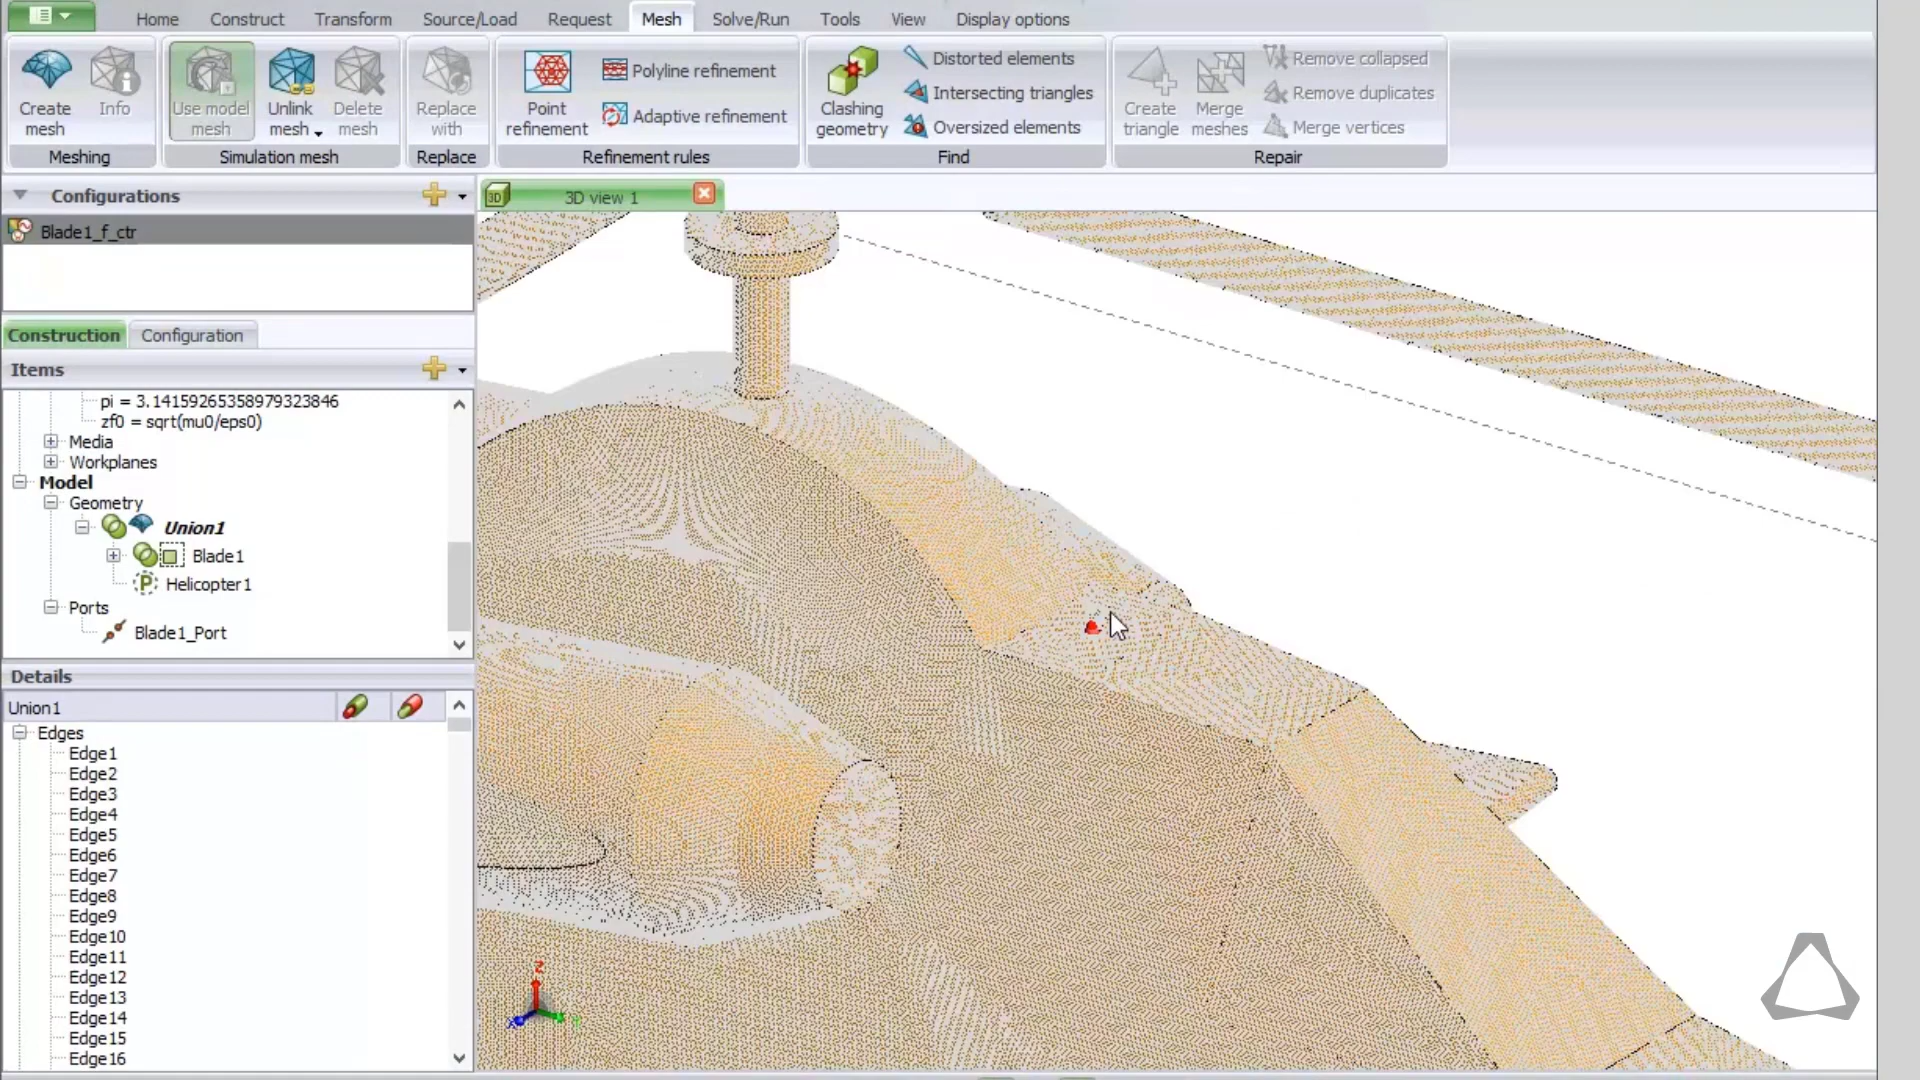 Home Construct Transform Source/Load Request Mesh Solve/Run Tools View Display options
Create mesh
Info
Use model mesh
Unlink mesh
Delete mesh
Replace with
Point refinement
Polyline refinement
Adaptive refinement
Clashing geometry
Distorted elements
Intersecting triangles
Oversized elements
Create triangle
Merge meshes
Remove collapsed
Remove duplicates
Merge vertices
Meshing Simulation mesh Replace Refinement rules Find Repair
Configurations
3D
3D view 1
Blade1_f_ctr
Construction Configuration
Items
pi = 3.14159265358979323846
zf0 = sqrt(mu0/eps0)
Media
Workplanes
Model
Geometry
Union1
Blade1
P
Helicopter1
Ports
Blade1_Port
Details
Union1
Edges
Edge1
Edge2
Edge3
Edge4
Edge5
Edge6
Edge7
Edge8
Edge9
Edge10
Edge11
Edge12
Edge13
Edge14
Edge15
Edge16
Z
X